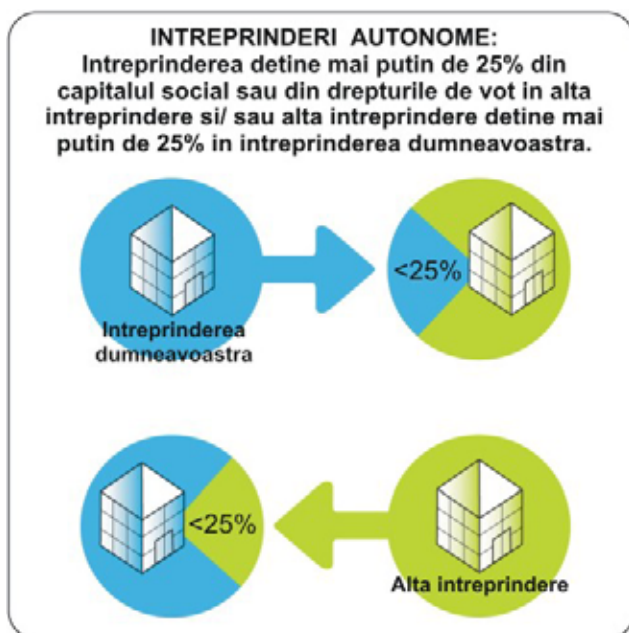 INTREPRINDERI AUTONOME:
Intreprinderea detine mai putin de 25% din
capitalul social sau din drepturile de vot in alta
intreprindere si/ sau alta intreprindere detine mai
putin de 25% in intreprinderea dumneavoastra.
<25%
Intreprinderea
dumneavoastra
<25%
Alta intreprindere